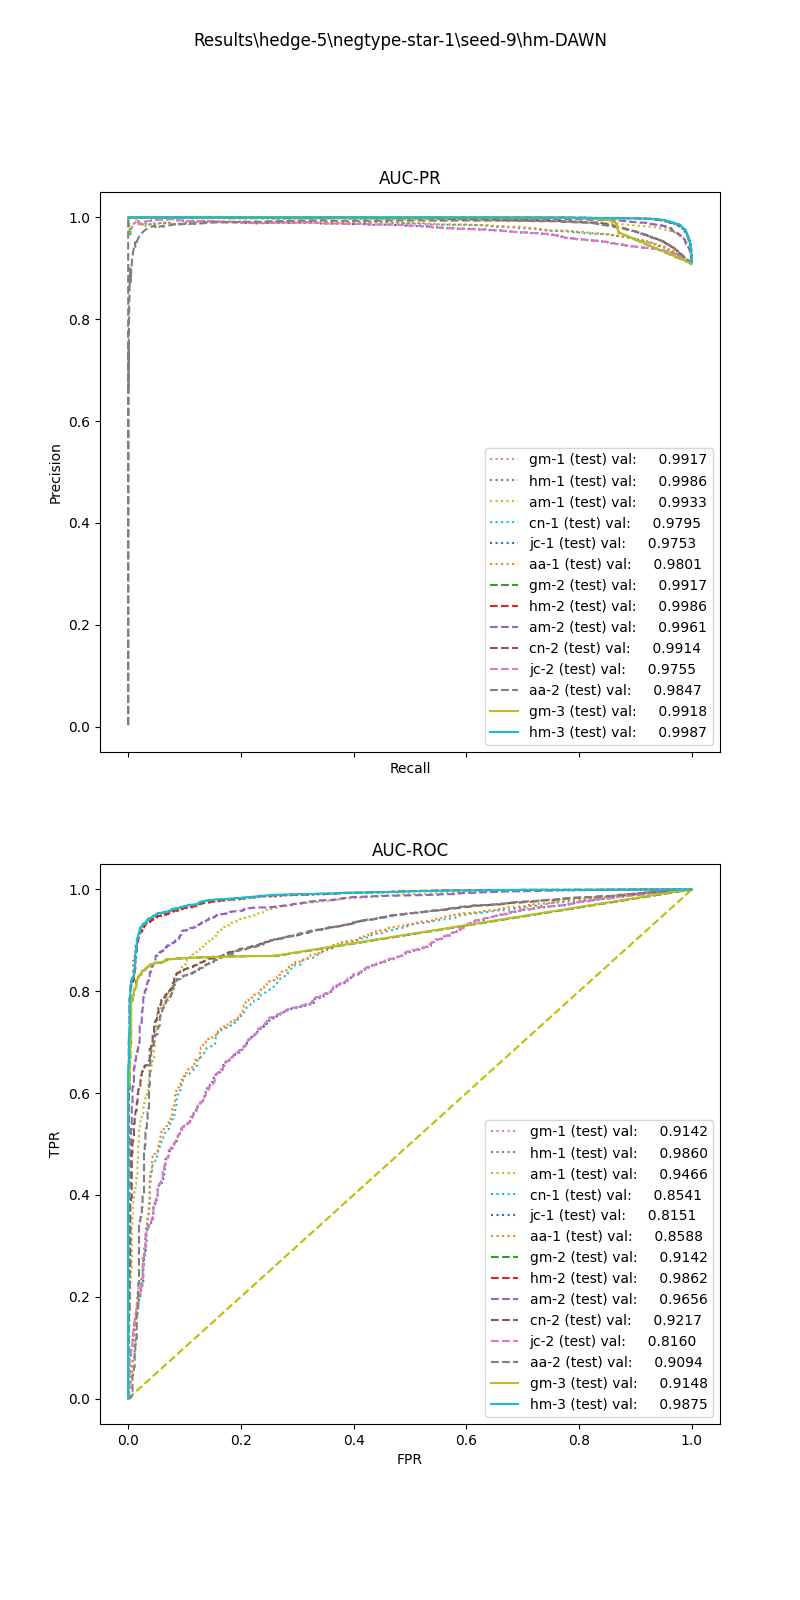 Results\hedge-5\negtype-star-1\seed-9\hm-DAWN
AUC-PR
1.0
0.8
0.6
0.4
0.2
0.0
Precision
gm-1 (test) val: 0.9917
hm-1 (test) val: 0.9986
am-1 (test) val: 0.9933
cn-1 (test) val: 0.9795
jc-1 (test) val: 0.9753
aa-1 (test) val: 0.9801
gm-2 (test) val: 0.9917
hm-2 (test) val: 0.9986
am-2 (test) val: 0.9961
cn-2 (test) val: 0.9914
jc-2 (test) val: 0.9755
aa-2 (test) val: 0.9847
gm-3 (test) val: 0.9918
hm-3 (test) val: 0.9987
Recall
AUC-ROC
1.0
0.8
0.6
0.4
0.2
0.0
TPR
gm-1 (test) val: 0.9142
hm-1 (test) val: 0.9860
am-1 (test) val: 0.9466
cn-1 (test) val: 0.8541
jc-1 (test) val: 0.8151
aa-1 (test) val: 0.8588
gm-2 (test) val: 0.9142
hm-2 (test) val: 0.9862
am-2 (test) val: 0.9656
cn-2 (test) val: 0.9217
jc-2 (test) val: 0.8160
aa-2 (test) val: 0.9094
gm-3 (test) val: 0.9148
hm-3 (test) val: 0.9875
0.0 0.2 0.4 0.6 0.8 1.0
FPR